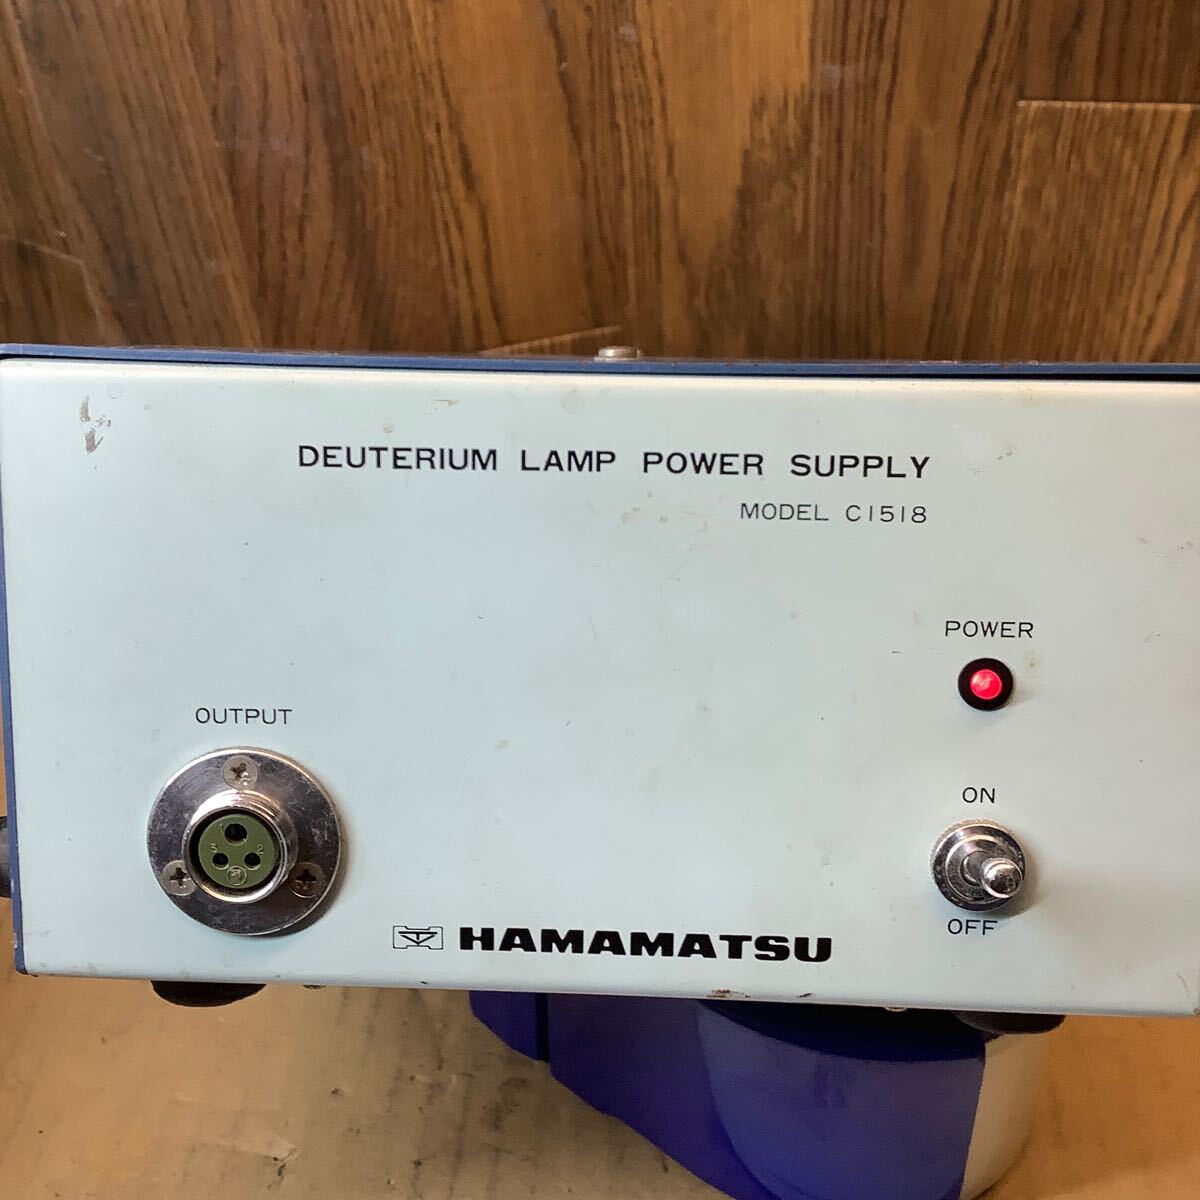 DEUTERIUM LAMP POWER SUPPLY
MODEL C1518
POWER
OUTPUT
ON
OFF
HAMAMATSU